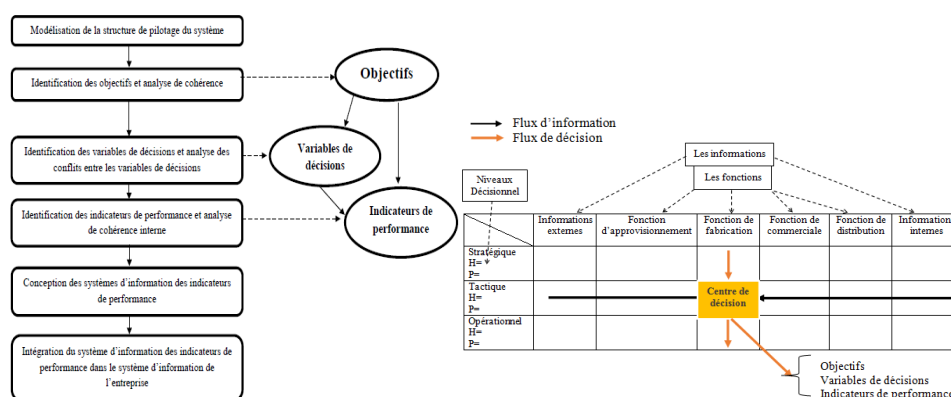 Modélisation de la structure de pilotage du système
Identification des objectifs et analyse de cohérence
Identification des variables de décisions et analyse des
conflits entre les variables de décisions
Identification des indicateurs de performance et analyse
de cohérence interne
Conception des systèmes d'information des indicateurs
de performance
Intégration du système d'information des indicateurs de
performance dans le système d'information de
l'entreprise
Objectifs
Variables de
décisions
Indicateurs de
performance
Flux d'information
Flux de décision
Les informations
Les fonctions
Niveaux
Décisionnel
Informations
externes
Fonction
d'approvisionnement
Fonction de
fabrication
Fonction de
commerciale
Fonction de
distribution
Information
internes
Stratégique
H=
P=
Tactique
H=
P=
Centre de
décision
Opérationnel
H=
P=
Objectifs
Variables de décisions
Indicateurs de performance